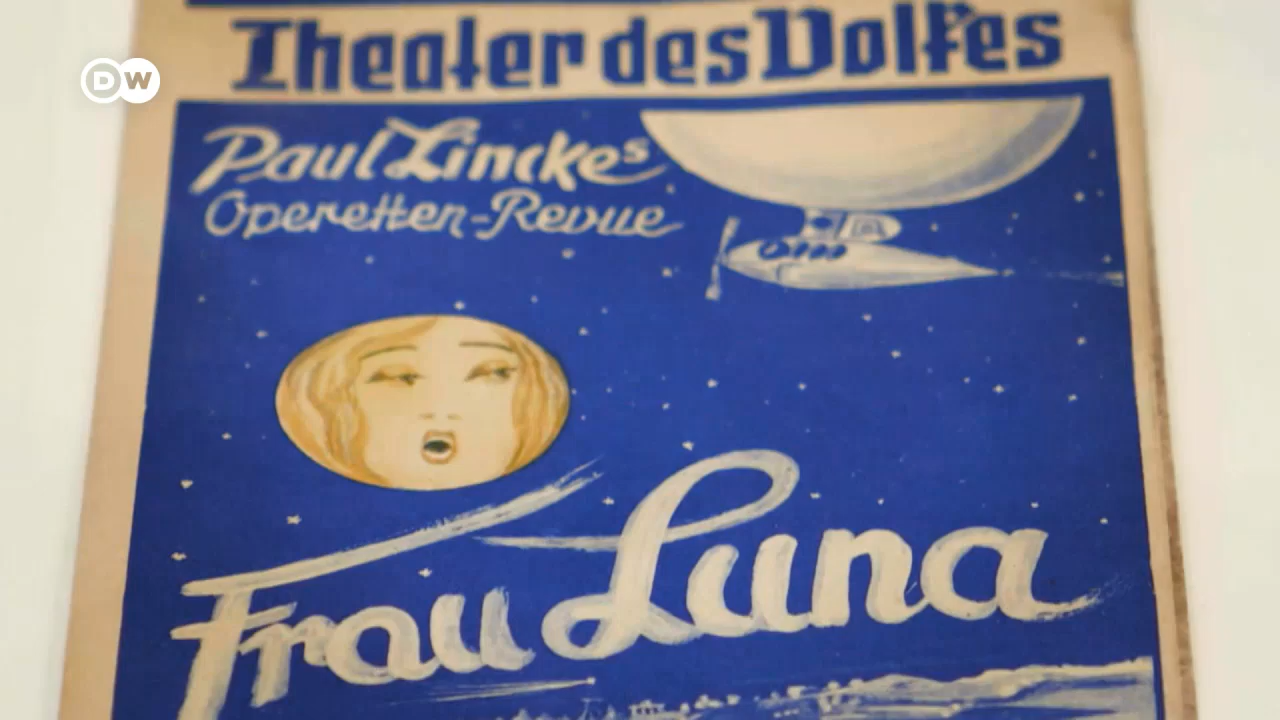 Theater des Volkes
DW
Paul Linckes
Operetten-Revue
Frau Luna